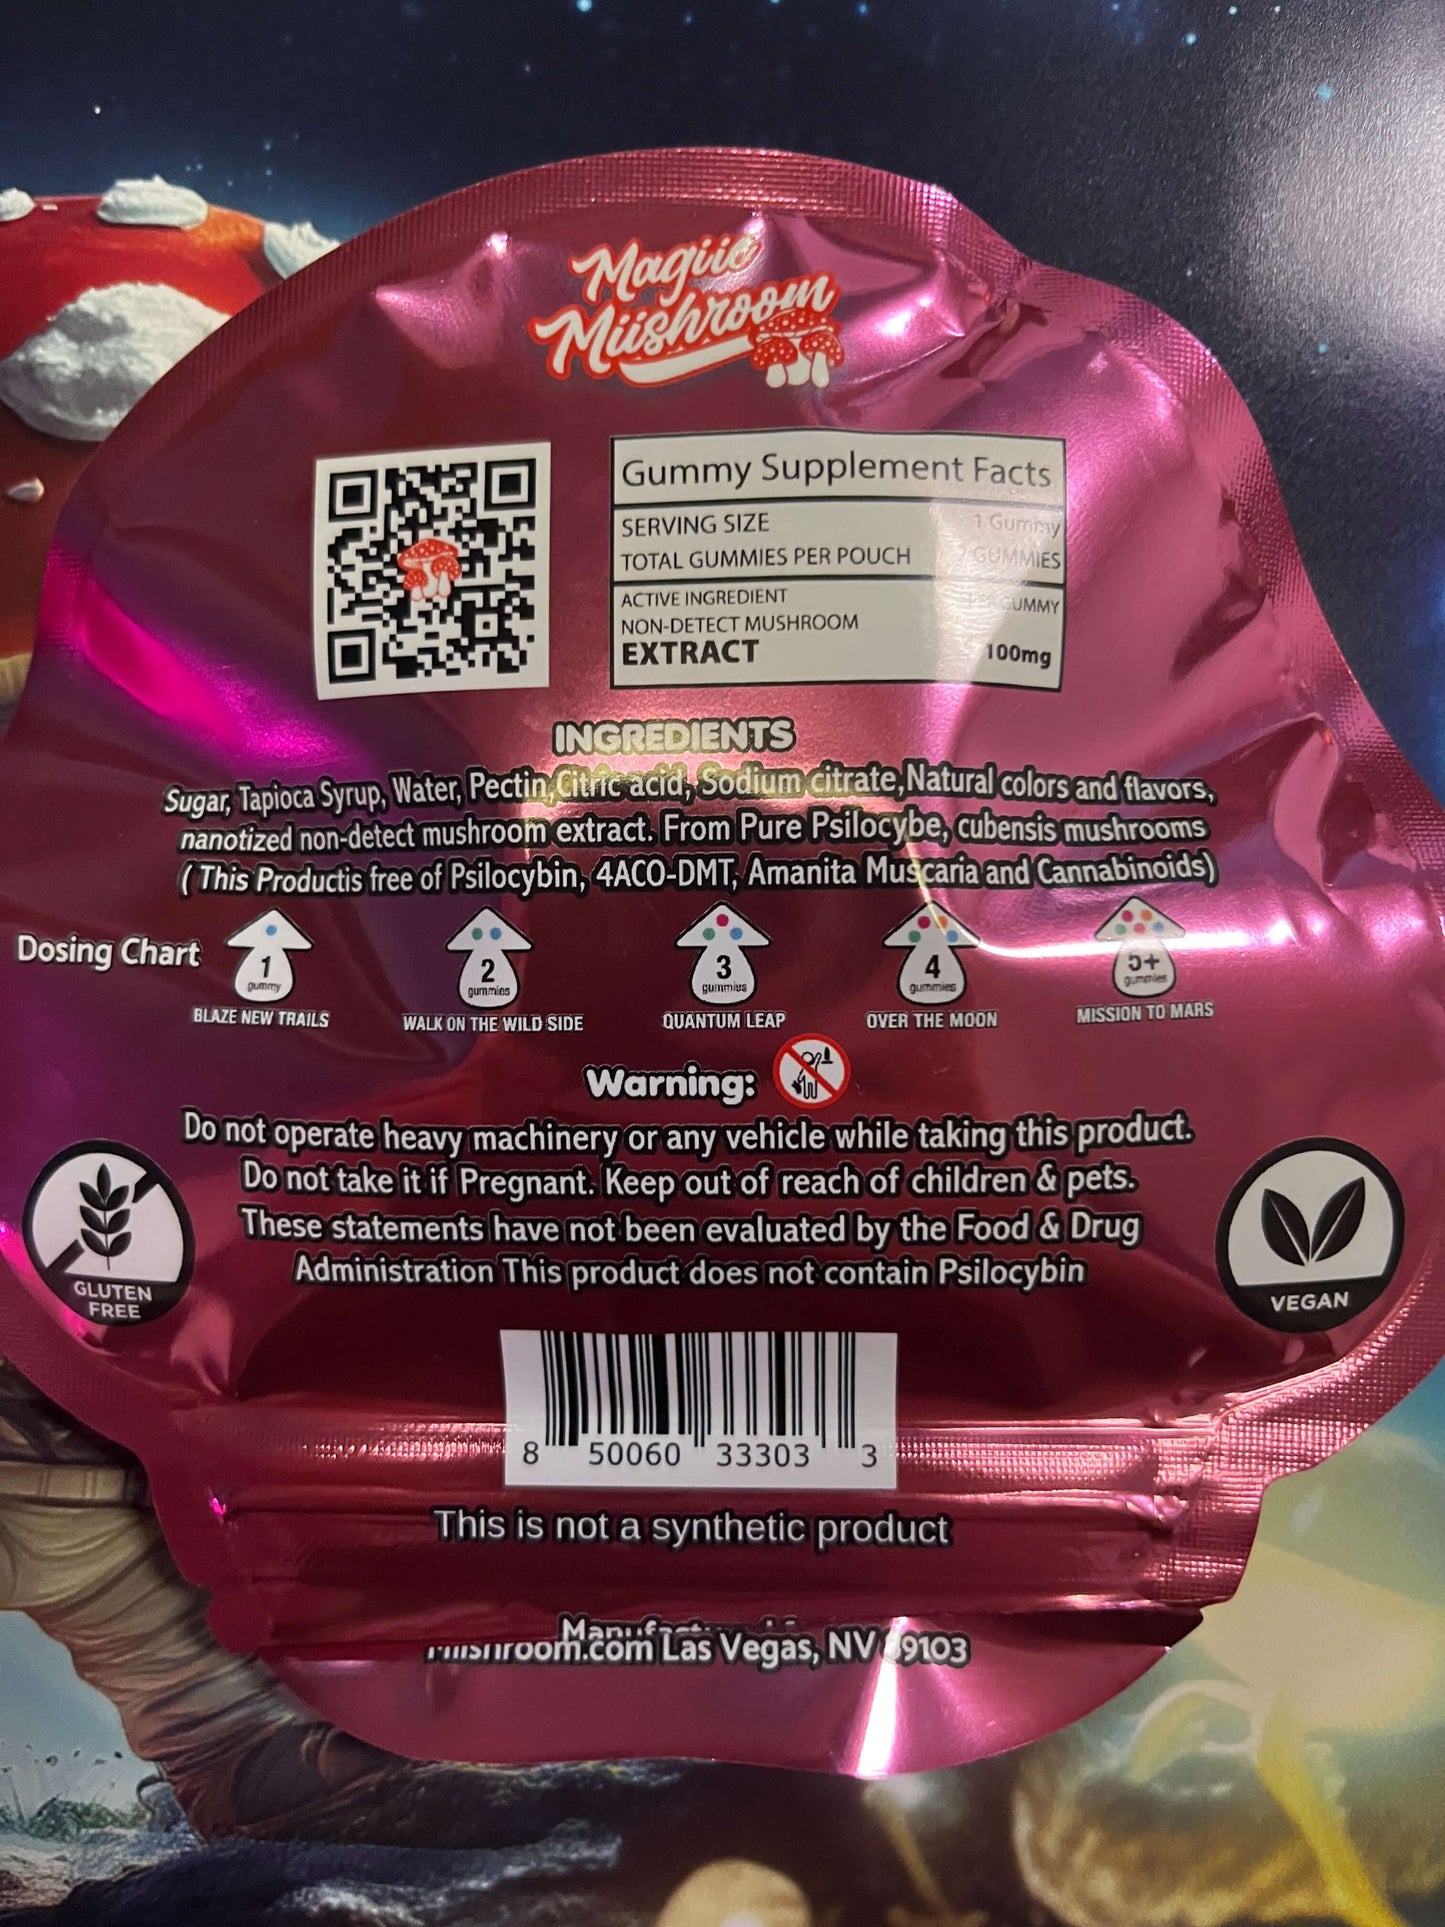 Magiic
Miishroom
Gummy Supplement Facts
SERVING SIZE 1 Gummy
TOTAL GUMMIES PER POUCH 7 GUMMIES
ACTIVE INGREDIENT PER GUMMY
NON-DETECT MUSHROOM
EXTRACT 100mg
INGREDIENTS
Sugar, Tapioca Syrup, Water, Pectin,Citric acid, Sodium citrate,Natural colors and flavors,
nanotized non-detect mushroom extract. From Pure Psilocybe, cubensis mushrooms
( This Productis free of Psilocybin, 4ACO-DMT, Amanita Muscaria and Cannabinoids)
Dosing Chart
1
gummy
BLAZE NEW TRAILS
2
gummies
WALK ON THE WILD SIDE
3
gummies
QUANTUM LEAP
4
gummies
OVER THE MOON
5+
gummies
MISSION TO MARS
Warning:
Do not operate heavy machinery or any vehicle while taking this product.
Do not take it if Pregnant. Keep out of reach of children & pets.
These statements have not been evaluated by the Food & Drug
Administration This product does not contain Psilocybin
GLUTEN
FREE
VEGAN
8 50060 33303 3
This is not a synthetic product
Las Vegas, NV 89103